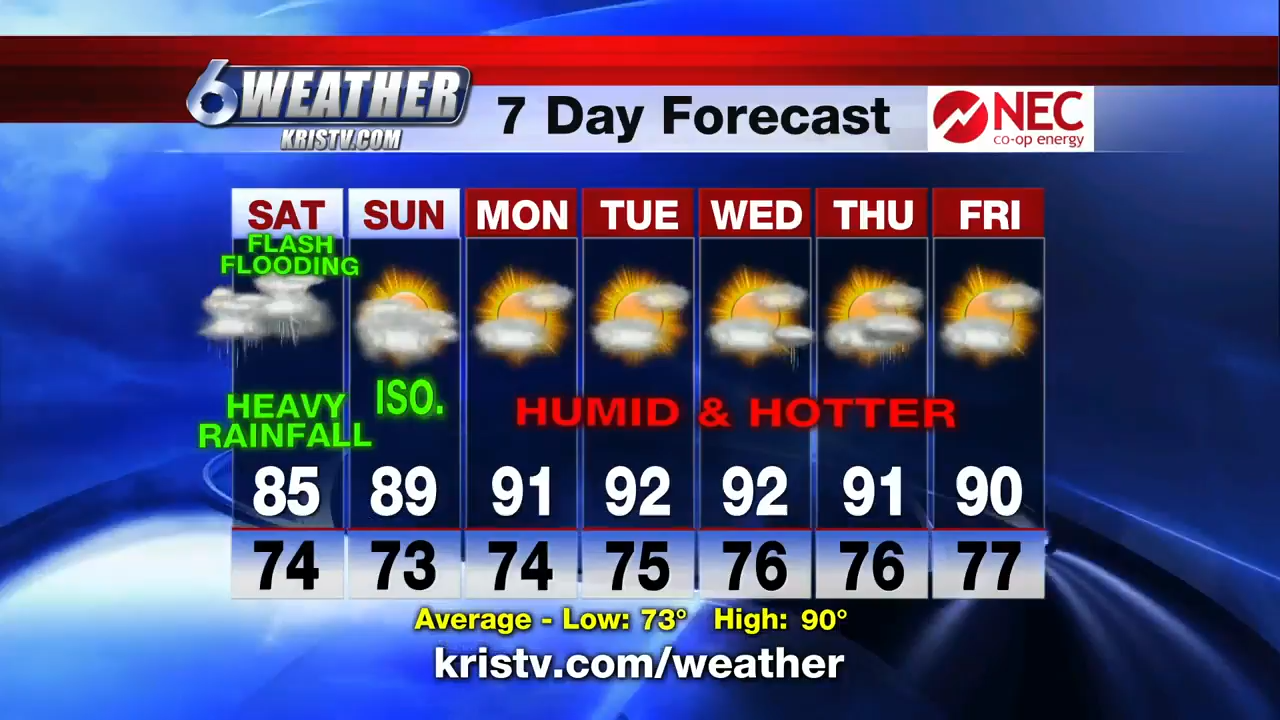 6 WEATHER
KRISTV.COM
7 Day Forecast
NEC
co-op energy
SAT SUN MON TUE WED THU FRI
FLASH
FLOODING
HEAVY
RAINFALL
ISO.
HUMID & HOTTER
85 89 91 92 92 91 90
74 73 74 75 76 76 77
Average - Low: 73° High: 90°
kristv.com/weather